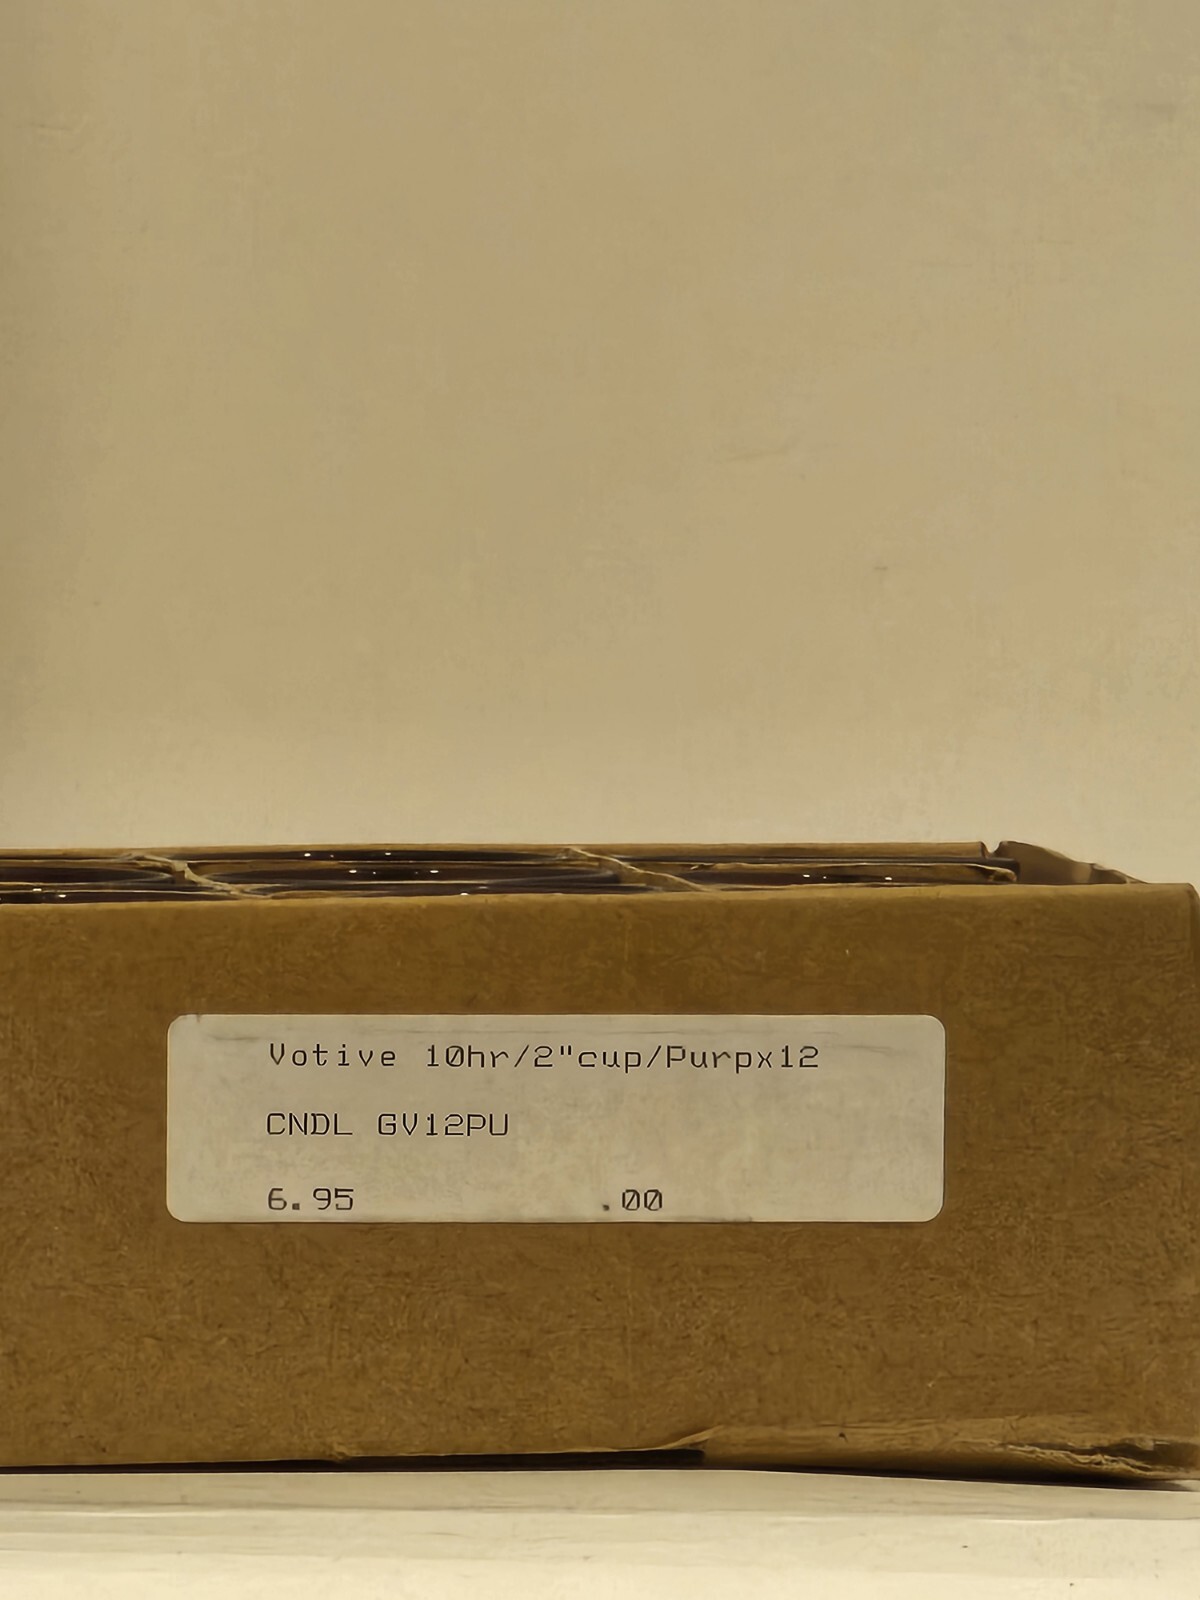 Votive 10hr/2"cup/Purpx12
CNDL GV12PU
6.95 .00